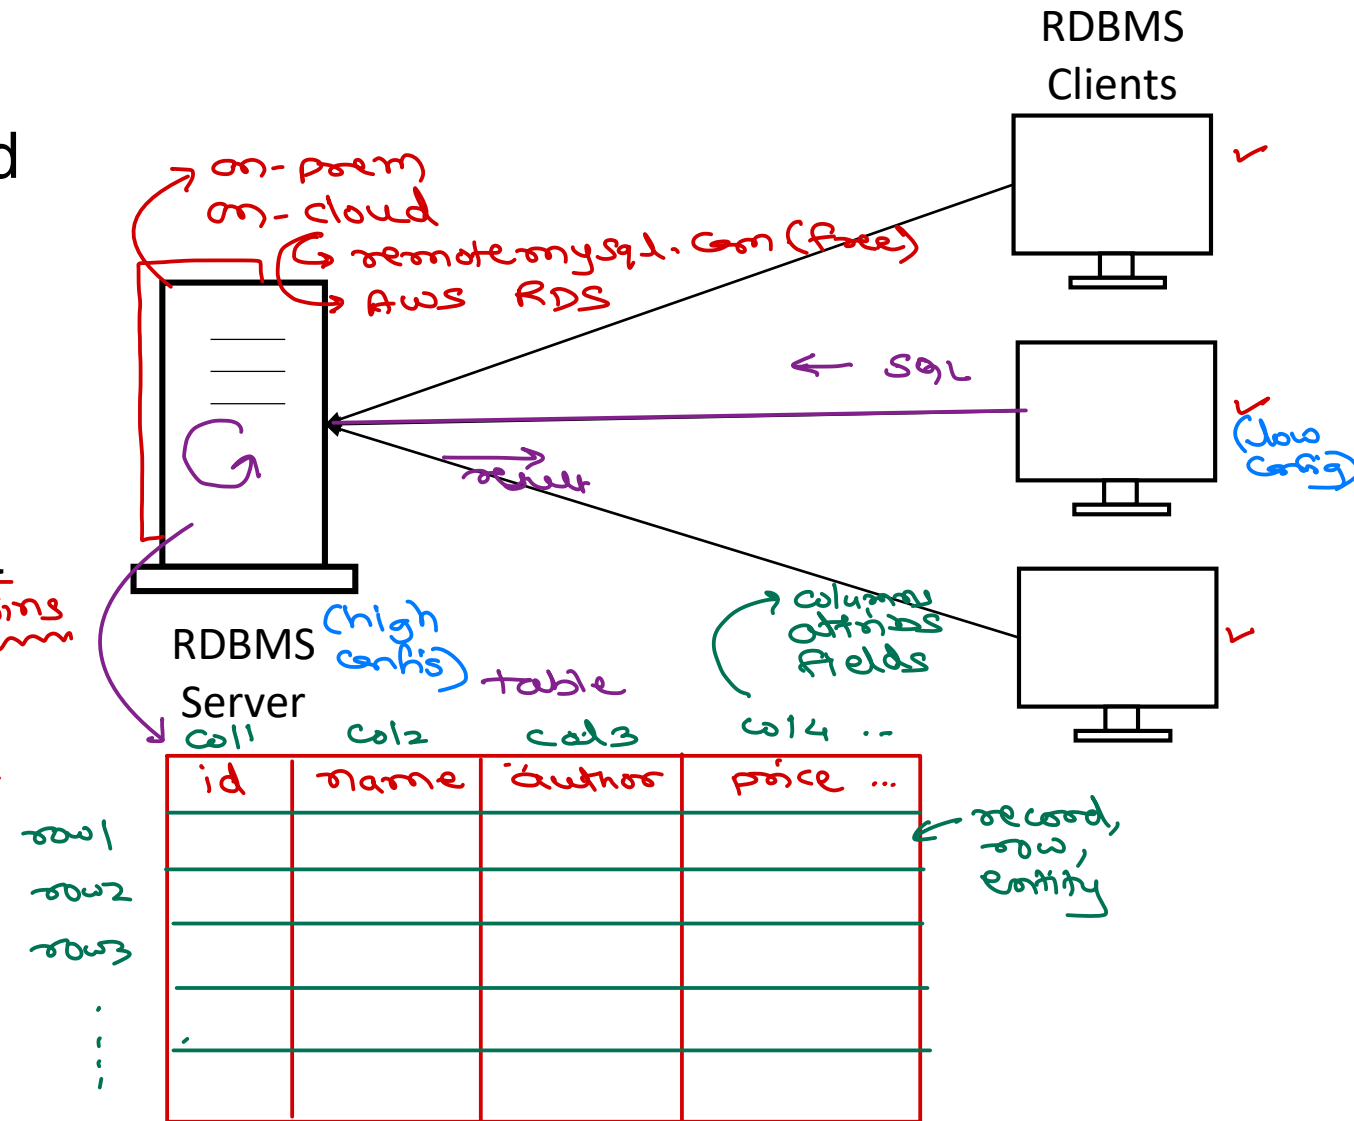 RDBMS
Clients
d
on-prem
on-cloud
remotemysql.com (free)
AWS RDS
← SQL
result
(low
config)
RDBMS
Server
(high
config)
table
columns
attribs
fields
col1 col2 col3 col4 ..
id name author price ...
row1
row2
row3
record,
row,
entity